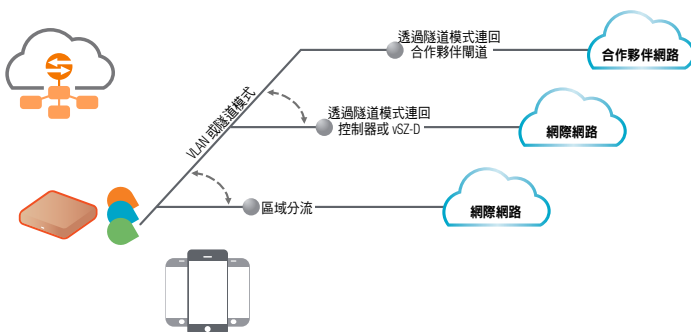 透過隧道模式連回
合作夥伴閘道
合作夥伴網路
VLAN 或隧道模式
透過隧道模式連回
控制器或 vSZ-D
網際網路
區域分流
網際網路